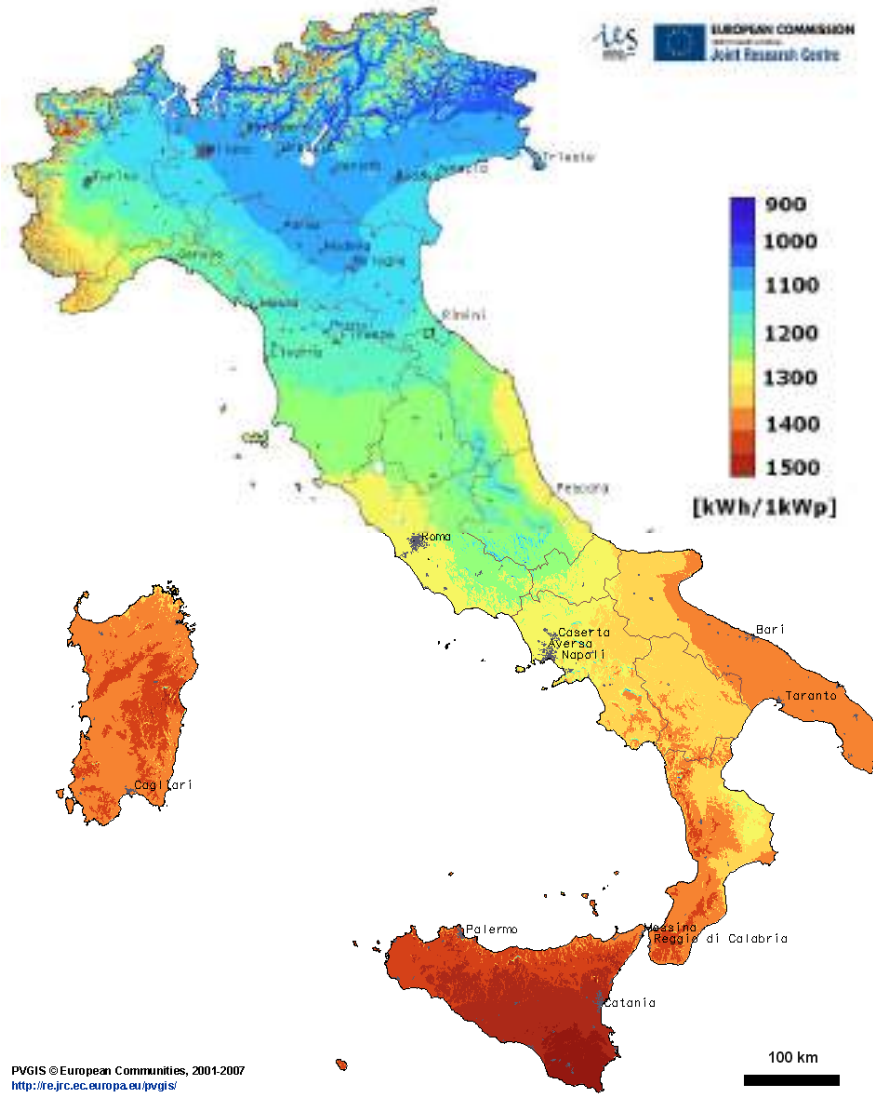 EUROPEAN COMMISSION
Joint Research Centre
Trieste
Torino
Genova
Rimini
Livorno
900
1000
1100
1200
1300
1400
1500
[kWh/1kWp]
Pescara
Roma
Caserta
Aversa
Napoli
Bari
Taranto
Cagliari
Palermo
Messina
Reggio di Calabria
Catania
PVGIS © European Communities, 2001-2007
http://re.jrc.ec.europa.eu/pvgis/
100 km